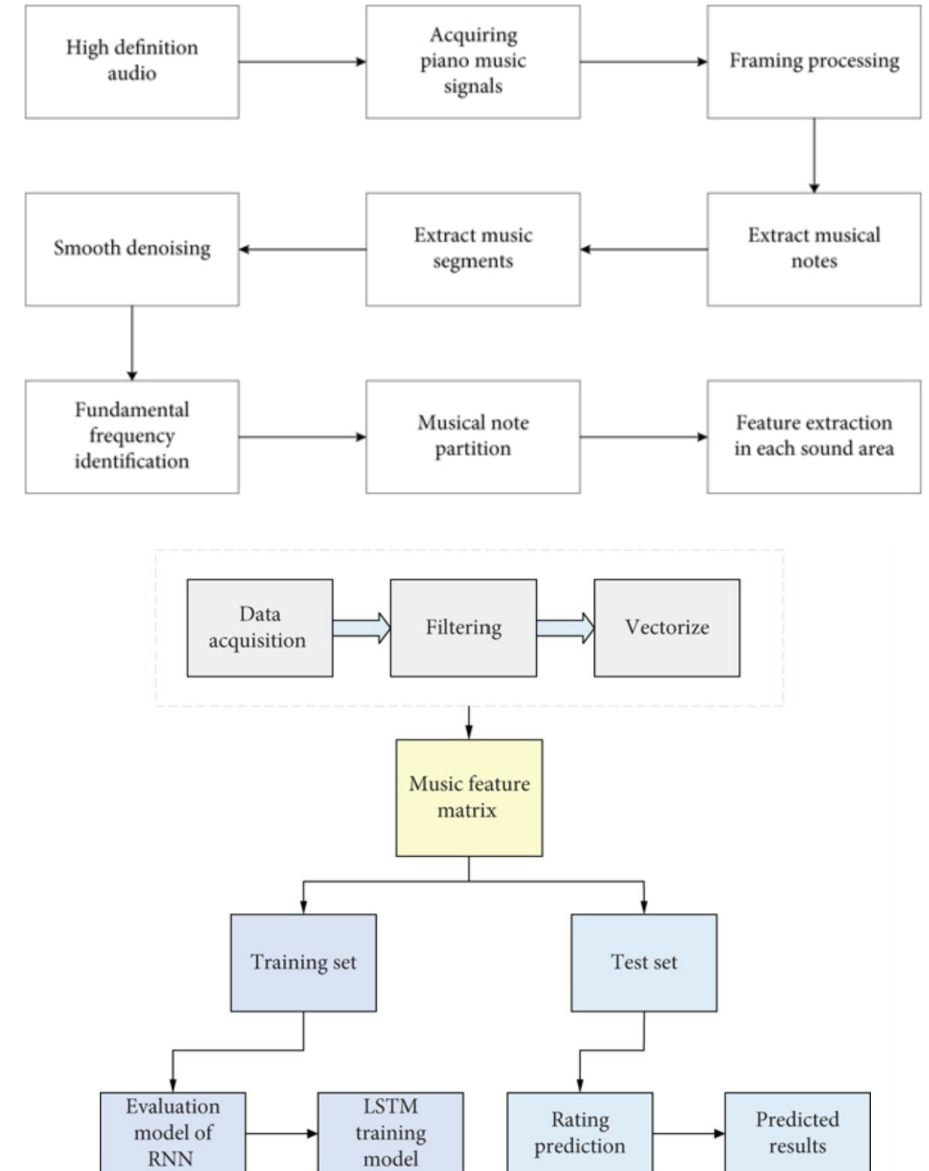 High definition
audio
Acquiring
piano music
signals
Framing processing
Smooth denoising
Extract music
segments
Extract musical
notes
Fundamental
frequency
identification
Musical note
partition
Feature extraction
in each sound area
Data
acquisition
Filtering
Vectorize
Music feature
matrix
Training set
Test set
Evaluation
model of
RNN
LSTM
training
model
Rating
prediction
Predicted
results